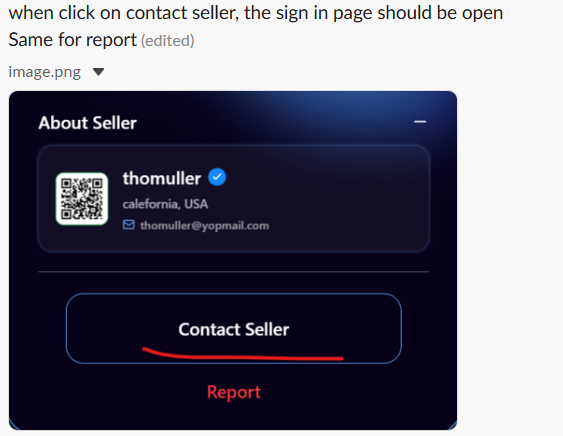 when click on contact seller, the sign in page should be open
Same for report (edited)
image.png
About Seller
thomuller
calefornia, USA
thomuller@yopmail.com
Contact Seller
Report